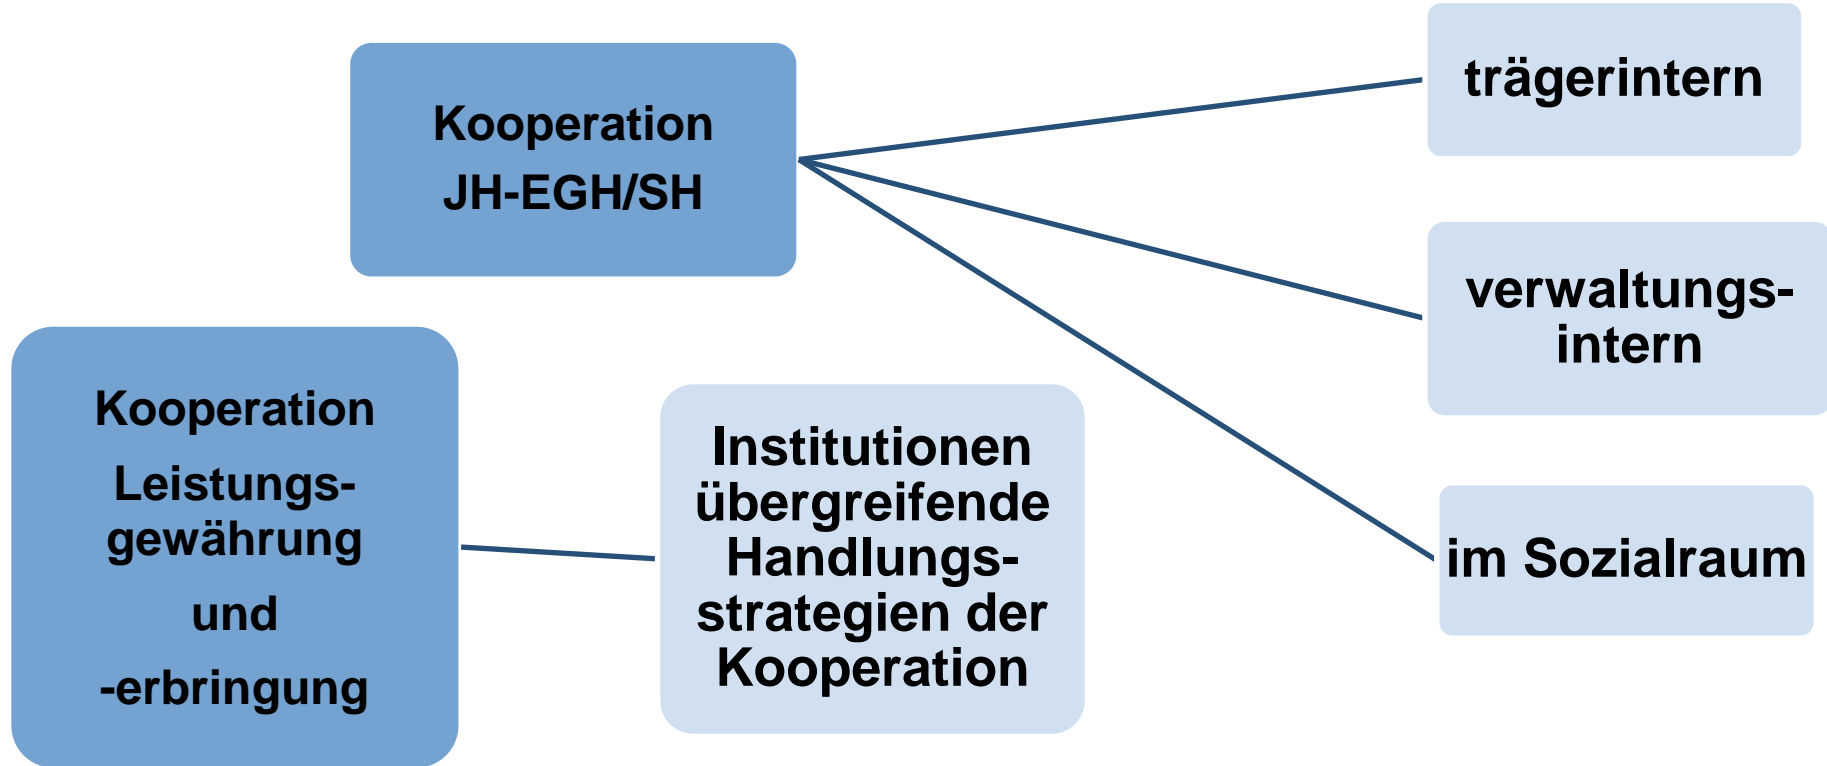 Kooperation
JH-EGH/SH
trägerintern
verwaltungs-
intern
im Sozialraum
Kooperation
Leistungs-
gewährung
und
-erbringung
Institutionen
übergreifende
Handlungs-
strategien der
Kooperation